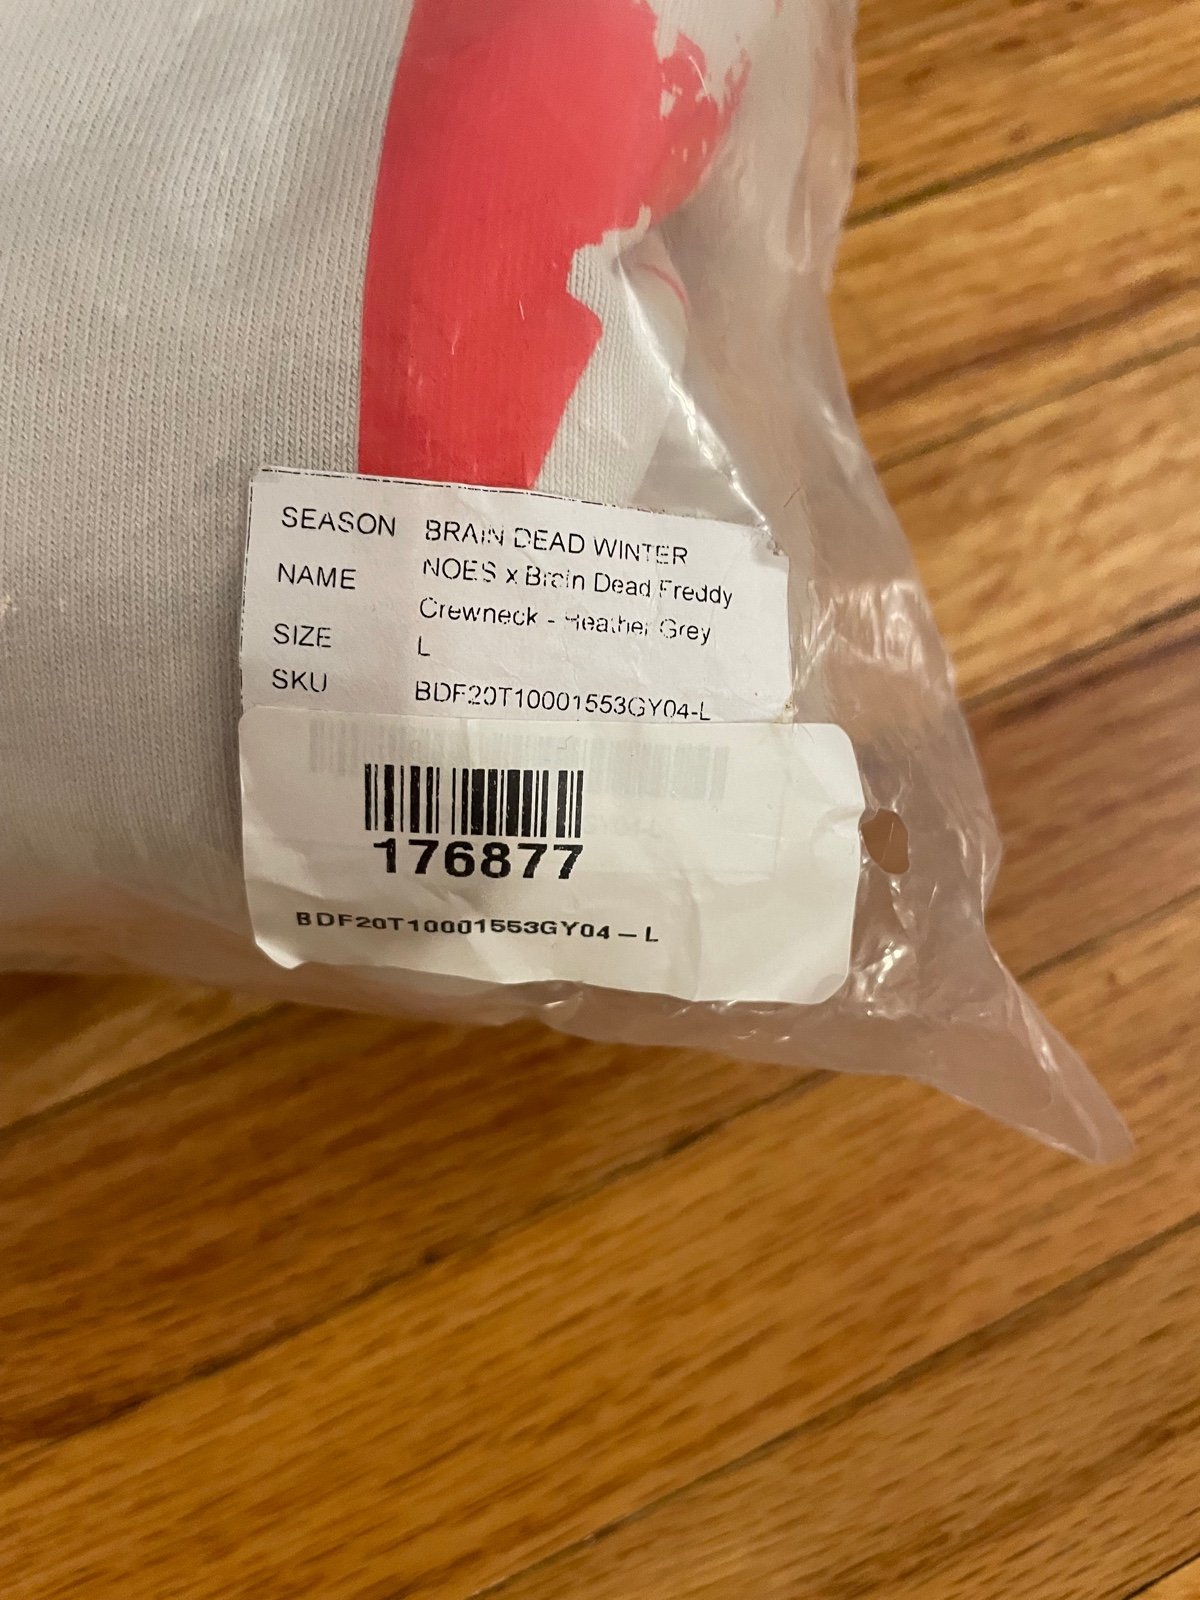 SEASON BRAIN DEAD WINTER
NAME NOES x Brain Dead Freddy
Crewneck - Heather Grey
SIZE L
SKU BDF20T10001553GY04-L
176877
BDF20T10001553GY04 – L